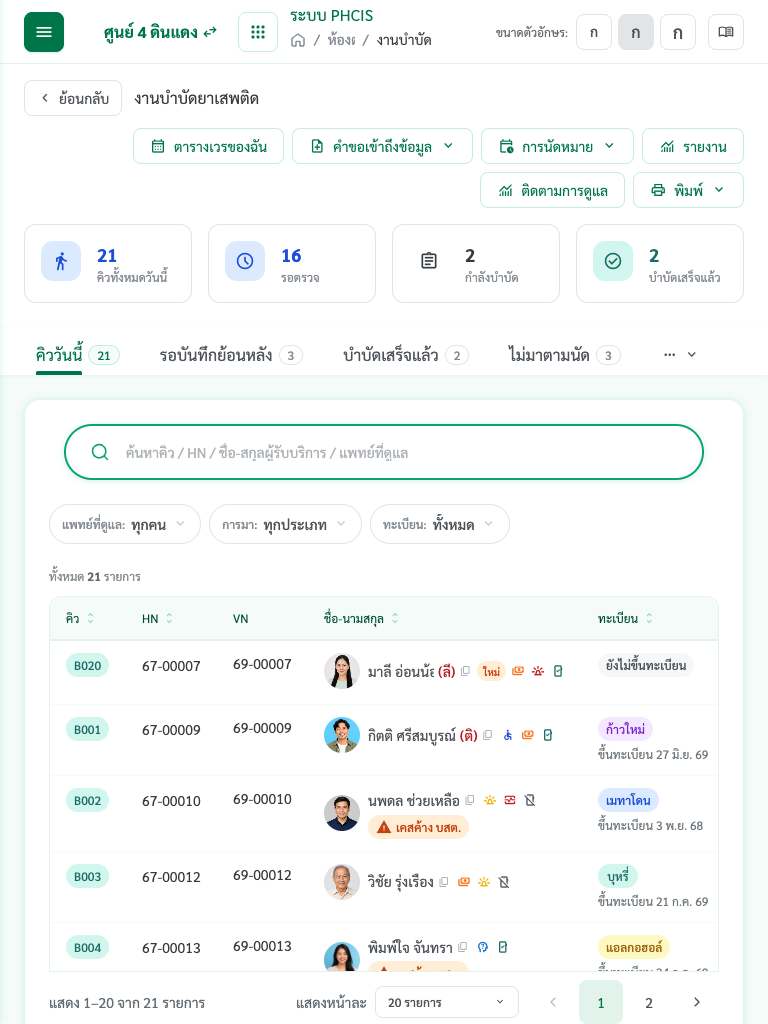 ศูนย์ 4 ดินแดง
ระบบ PHCIS
/ ห้อง / งานบำบัด
ขนาดตัวอักษร: ก ก ก
ย้อนกลับ งานบำบัดยาเสพติด
ตารางเวรของฉัน คำขอเข้าถึงข้อมูล การนัดหมาย รายงาน
ติดตามการดูแล พิมพ์
21 คิวทั้งหมดวันนี้
16 รอตรวจ
2 กำลังบำบัด
2 บำบัดเสร็จแล้ว
คิววันนี้ 21 รอบันทึกย้อนหลัง 3 บำบัดเสร็จแล้ว 2 ไม่มาตามนัด 3 ...
ค้นหาคิว / HN / ชื่อ-สกุลผู้รับบริการ / แพทย์ที่ดูแล
แพทย์ที่ดูแล: ทุกคน การมา: ทุกประเภท ทะเบียน: ทั้งหมด
ทั้งหมด 21 รายการ
คิว HN VN ชื่อ-นามสกุล ทะเบียน
B020 67-00007 69-00007 มาลี อ่อนน้อ (ลี) ใหม่ ยังไม่ขึ้นทะเบียน
B001 67-00009 69-00009 กิตติ ศรีสมบูรณ์ (ติ) ก้าวใหม่
ขึ้นทะเบียน 27 มิ.ย. 69
B002 67-00010 69-00010 นพดล ช่วยเหลือ เมทาโดน
เคสค้าง บสต. ขึ้นทะเบียน 3 พ.ย. 68
B003 67-00012 69-00012 วิชัย รุ่งเรือง บุหรี่
ขึ้นทะเบียน 21 ก.ค. 69
B004 67-00013 69-00013 พิมพ์ใจ จันทรา แอลกอฮอล์
แสดง 1–20 จาก 21 รายการ แสดงหน้าละ 20 รายการ 1 2